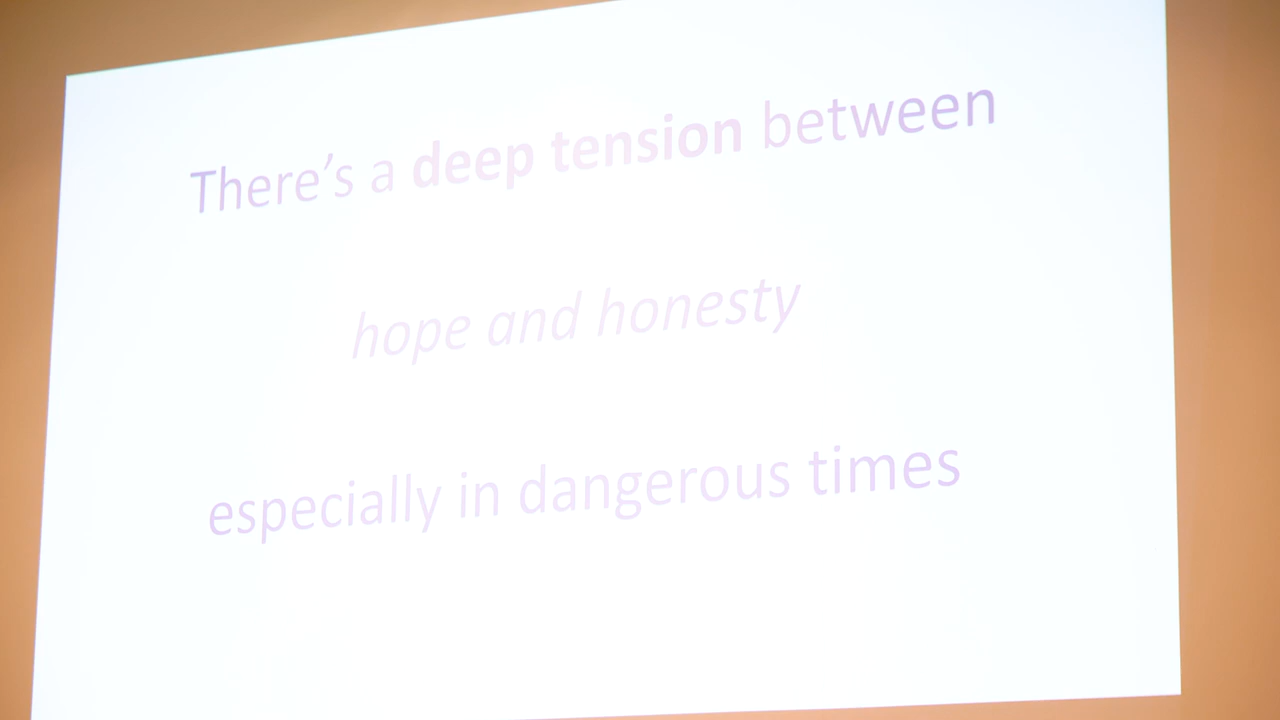 There's a deep tension between
hope and honesty
especially in dangerous times